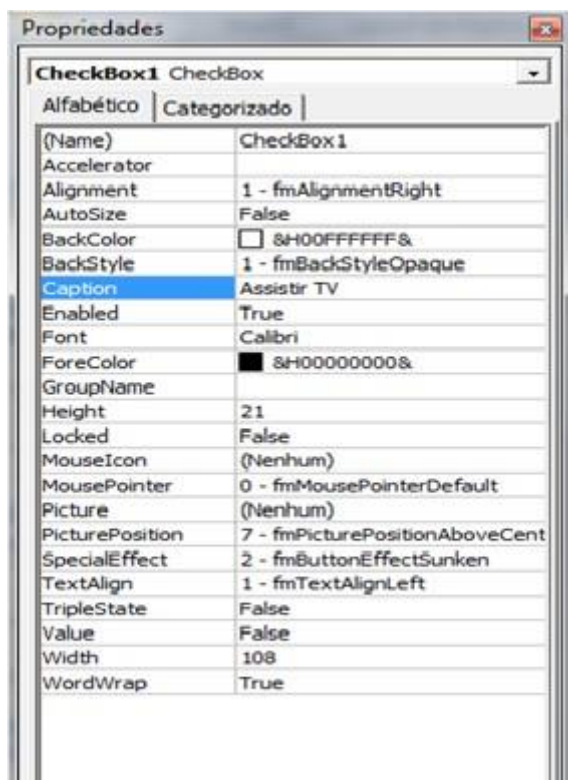 Propriedades
CheckBox1 CheckBox
Alfabético Categorizado
(Name) CheckBox1
Accelerator
Alignment 1 - fmAlignmentRight
AutoSize False
BackColor &H00FFFFFF&
BackStyle 1 - fmBackStyleOpaque
Caption Assistir TV
Enabled True
Font Calibri
ForeColor &H00000000&
GroupName
Height 21
Locked False
MouseIcon (Nenhum)
MousePointer 0 - fmMousePointerDefault
Picture (Nenhum)
PicturePosition 7 - fmPicturePositionAboveCent
SpecialEffect 2 - fmButtonEffectSunken
TextAlign 1 - fmTextAlignLeft
TripleState False
Value False
Width 108
WordWrap True